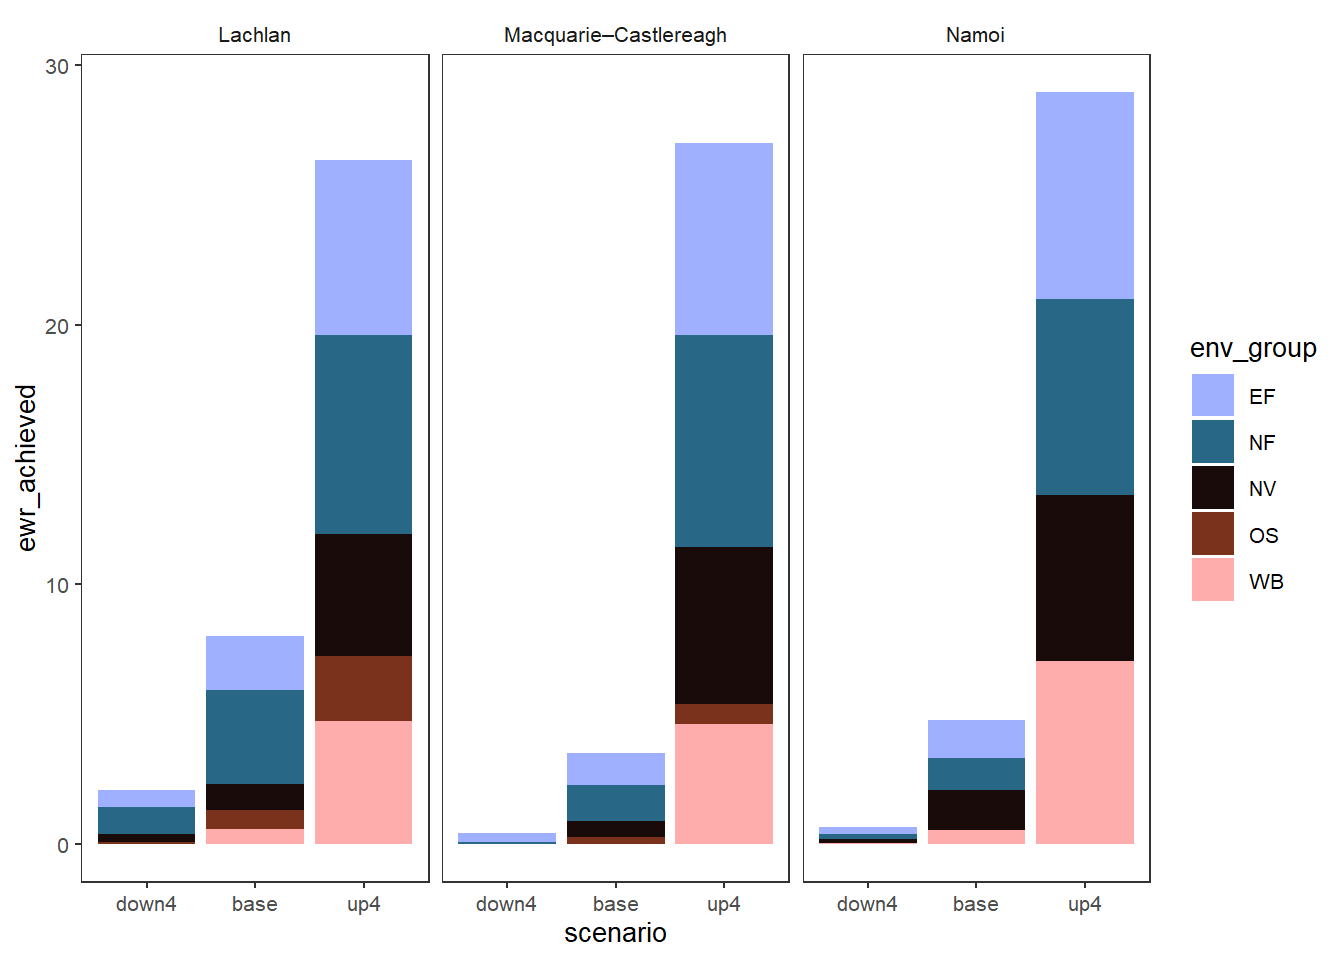 Lachlan
Macquarie–Castlereagh
Namoi
30
20
10
0
ewr_achieved
down4
base
up4
down4
base
up4
down4
base
up4
scenario
env_group
EF
NF
NV
OS
WB